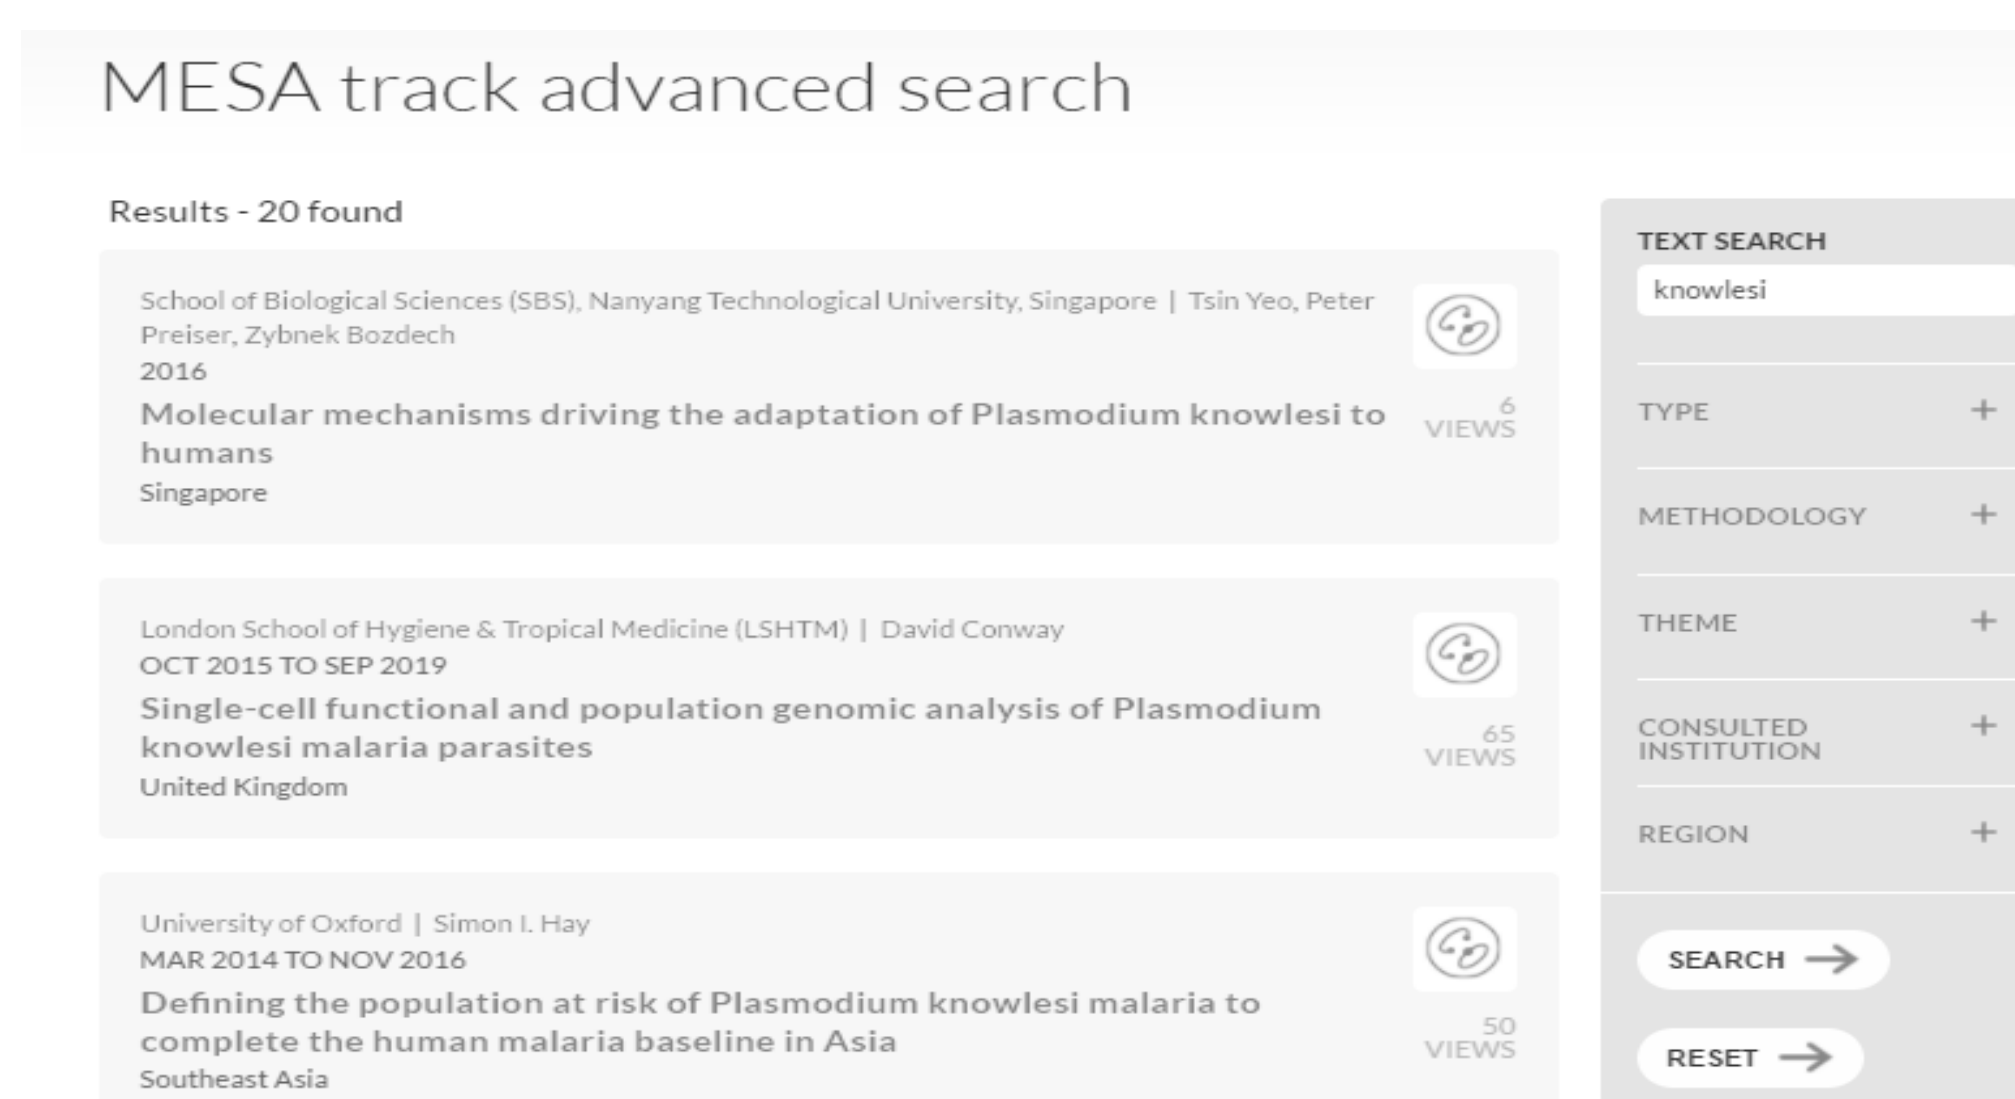 MESA track advanced search
Results - 20 found
School of Biological Sciences (SBS), Nanyang Technological University, Singapore | Tsin Yeo, Peter
Preiser, Zybnek Bozdech
2016
Molecular mechanisms driving the adaptation of Plasmodium knowlesi to
humans
Singapore
6
VIEWS
London School of Hygiene & Tropical Medicine (LSHTM) | David Conway
OCT 2015 TO SEP 2019
Single-cell functional and population genomic analysis of Plasmodium
knowlesi malaria parasites
United Kingdom
65
VIEWS
University of Oxford | Simon I. Hay
MAR 2014 TO NOV 2016
Defining the population at risk of Plasmodium knowlesi malaria to
complete the human malaria baseline in Asia
Southeast Asia
50
VIEWS
TEXT SEARCH
knowlesi
TYPE +
METHODOLOGY +
THEME +
CONSULTED +
INSTITUTION
REGION +
SEARCH
RESET